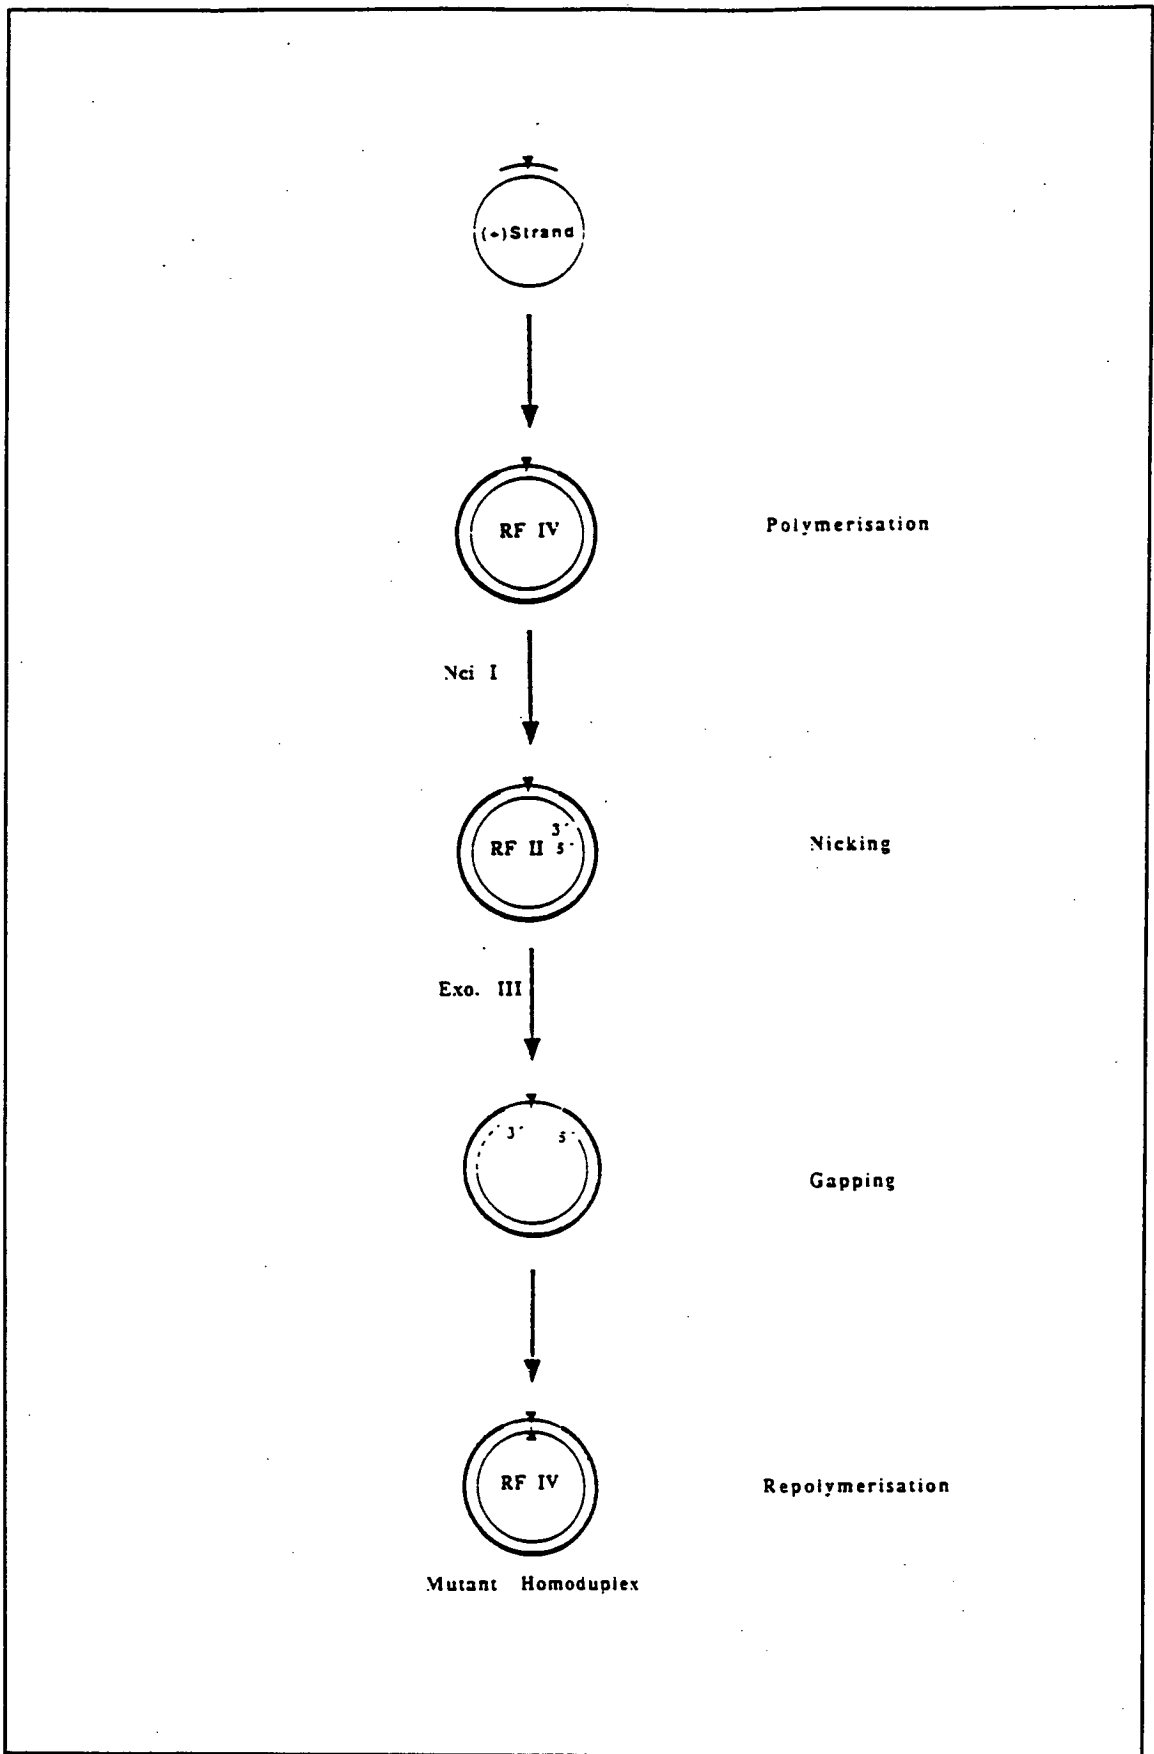 (+)Strand
RF IV
Polymerisation
Nci I
3´
RF II 5´
Nicking
Exo. III
3´ 5´
Gapping
RF IV
Repolymerisation
Mutant Homoduplex